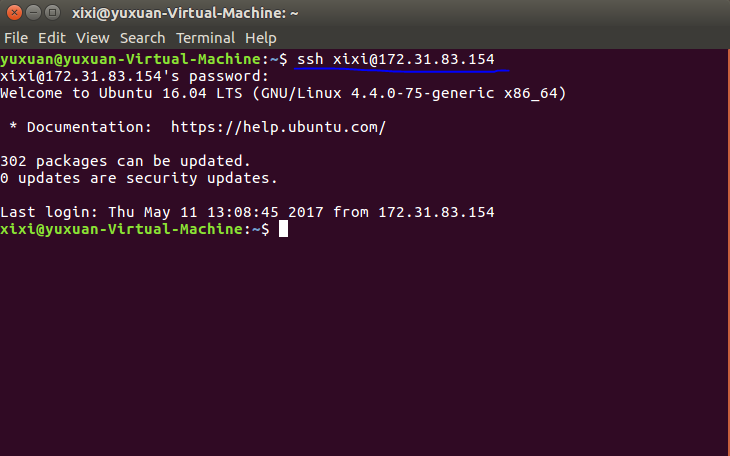 xixi@yuxuan-Virtual-Machine: ~
File Edit View Search Terminal Help
yuxuan@yuxuan-Virtual-Machine:~$ ssh xixi@172.31.83.154
xixi@172.31.83.154's password:
Welcome to Ubuntu 16.04 LTS (GNU/Linux 4.4.0-75-generic x86_64)
* Documentation:  https://help.ubuntu.com/
302 packages can be updated.
0 updates are security updates.
Last login: Thu May 11 13:08:45 2017 from 172.31.83.154
xixi@yuxuan-Virtual-Machine:~$